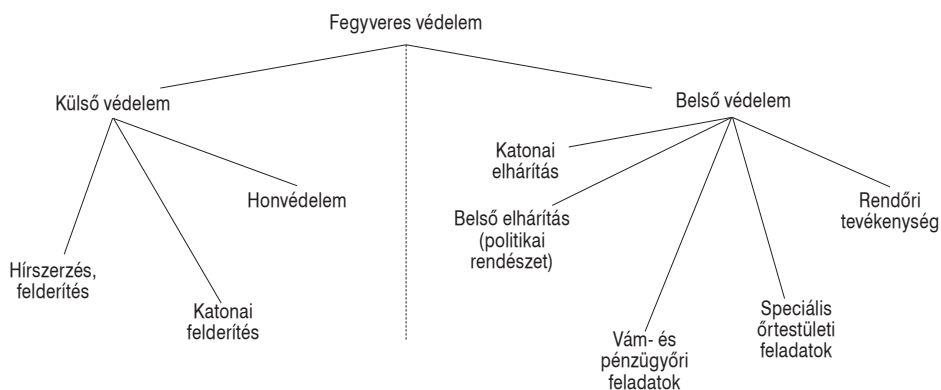 Fegyveres védelem
Külső védelem
Belső védelem
Katonai
elhárítás
Honvédelem
Belső elhárítás
(politikai
rendészet)
Rendőri
tevékenység
Hírszerzés,
felderítés
Katonai
felderítés
Speciális
őrtestületi
feladatok
Vám- és
pénzügyőri
feladatok